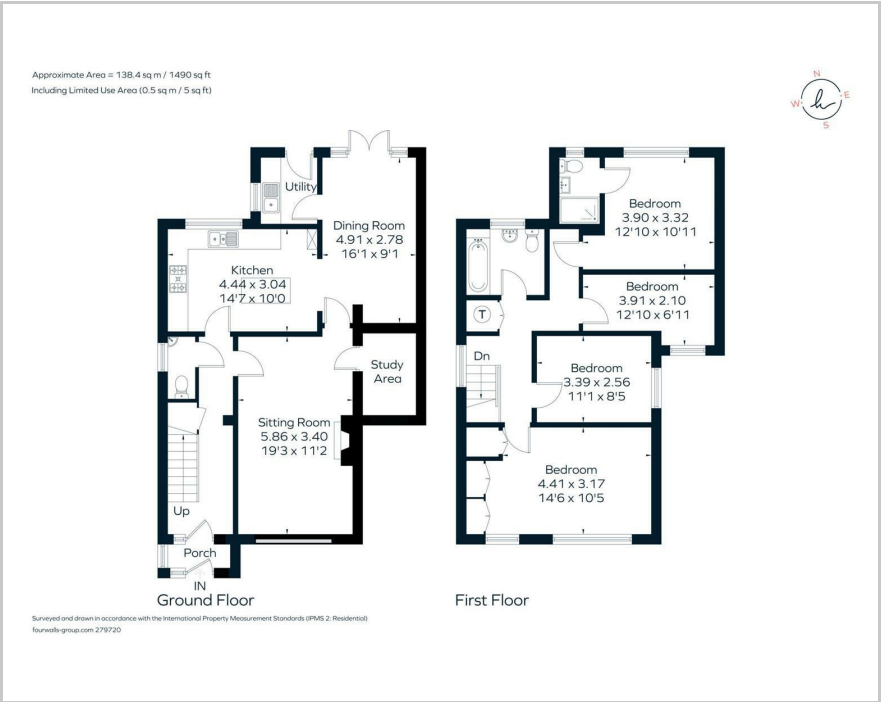 Approximate Area = 138.4 sq m / 1490 sq ft
Including Limited Use Area (0.5 sq m / 5 sq ft)
N
W
E
S
Utility
Dining Room
4.91 x 2.78
16'1 x 9'1
Kitchen
4.44 x 3.04
14'7 x 10'0
Study
Area
Sitting Room
5.86 x 3.40
19'3 x 11'2
Up
Porch
IN
Ground Floor
Bedroom
3.90 x 3.32
12'10 x 10'11
Bedroom
3.91 x 2.10
12'10 x 6'11
T
Dn
Bedroom
3.39 x 2.56
11'1 x 8'5
Bedroom
4.41 x 3.17
14'6 x 10'5
First Floor
Surveyed and drawn in accordance with the International Property Measurement Standards (IPMS 2: Residential)
fourwalls-group.com 279720